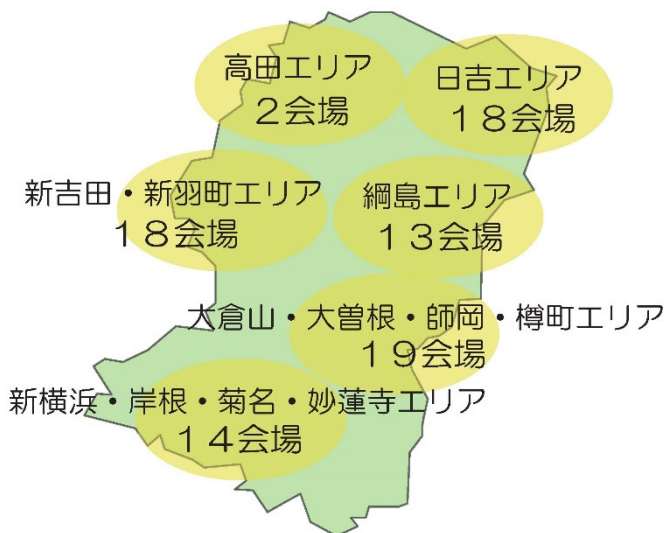 高田エリア
２会場
日吉エリア
１８会場
新吉田・新羽町エリア
１８会場
綱島エリア
１３会場
大倉山・大曽根・師岡・樽町エリア
１９会場
新横浜・岸根・菊名・妙蓮寺エリア
１４会場